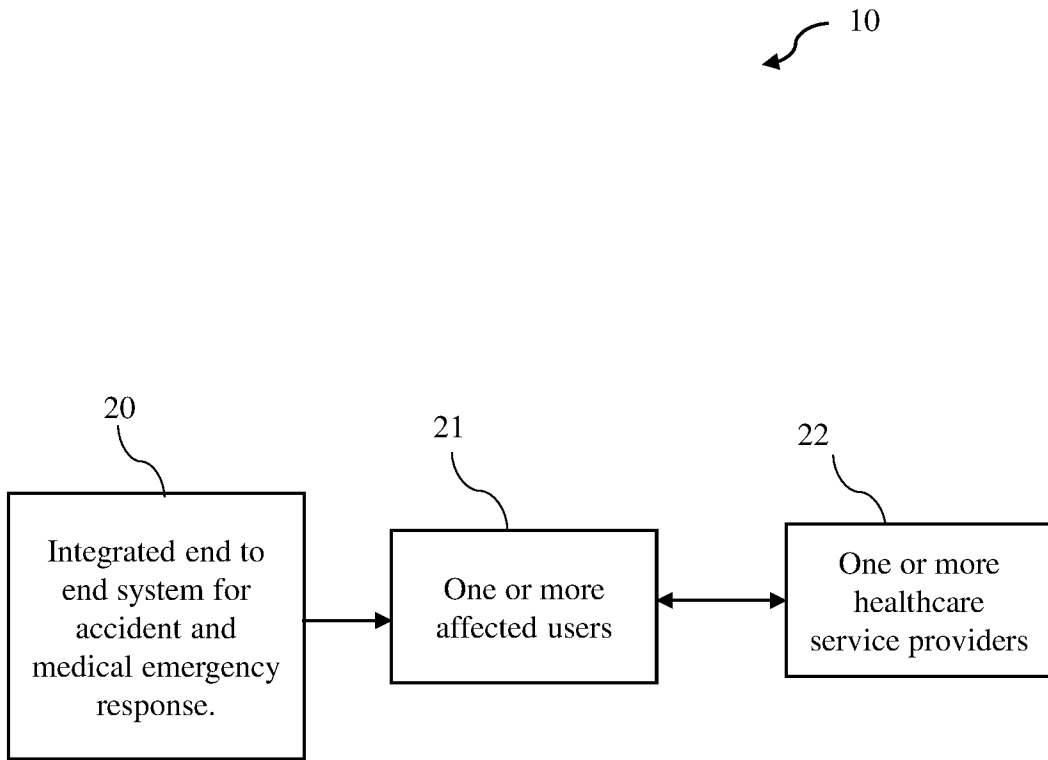 10
20
21
22
Integrated end to
end system for
accident and
medical emergency
response.
One or more
affected users
One or more
healthcare
service providers